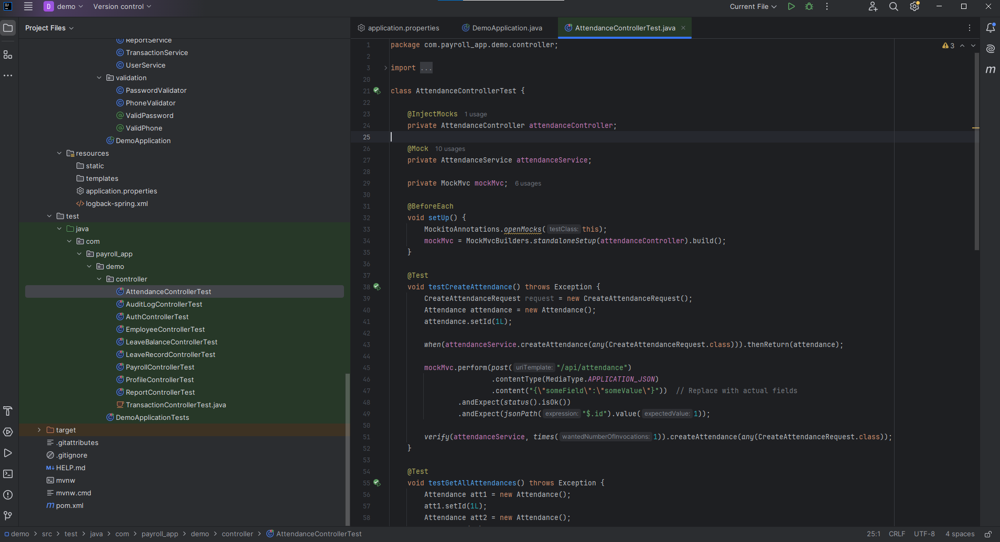 D demo Version control Current File
Project Files
application.properties DemoApplication.java AttendanceControllerTest.java
ReportService
TransactionService
UserService
validation
PasswordValidator
PhoneValidator
ValidPassword
ValidPhone
DemoApplication
resources
static
templates
application.properties
logback-spring.xml
test
java
com
payroll_app
demo
controller
AttendanceControllerTest
AuditLogControllerTest
AuthControllerTest
EmployeeControllerTest
LeaveBalanceControllerTest
LeaveRecordControllerTest
PayrollControllerTest
ProfileControllerTest
ReportControllerTest
TransactionControllerTest.java
DemoApplicationTests
target
.gitattributes
.gitignore
M↓ HELP.md
mvnw
mvnw.cmd
m pom.xml
3
m
1 package com.payroll_app.demo.controller;
2
3 import ...
20
21 class AttendanceControllerTest {
22
23 @InjectMocks 1 usage
24 private AttendanceController attendanceController;
25
26 @Mock 10 usages
27 private AttendanceService attendanceService;
28
29 private MockMvc mockMvc; 6 usages
30
31 @BeforeEach
32 void setUp() {
33 MockitoAnnotations.openMocks( testClass: this);
34 mockMvc = MockMvcBuilders.standaloneSetup(attendanceController).build();
35 }
36
37 @Test
38 void testCreateAttendance() throws Exception {
39 CreateAttendanceRequest request = new CreateAttendanceRequest();
40 Attendance attendance = new Attendance();
41 attendance.setId(1L);
42
43 when(attendanceService.createAttendance(any(CreateAttendanceRequest.class))).thenReturn(attendance);
44
45 mockMvc.perform(post( uriTemplate: "/api/attendance")
46 .contentType(MediaType.APPLICATION_JSON)
47 .content("{\"someField\":\"someValue\"}")) // Replace with actual fields
48 .andExpect(status().isOk())
49 .andExpect(jsonPath( expression: "$.id").value( expectedValue: 1));
50
51 verify(attendanceService, times( wantedNumberOfInvocations: 1)).createAttendance(any(CreateAttendanceRequest.class));
52 }
53
54 @Test
55 void testGetAllAttendances() throws Exception {
56 Attendance att1 = new Attendance();
57 att1.setId(1L);
58 Attendance att2 = new Attendance();
demo > src > test > java > com > payroll_app > demo > controller > AttendanceControllerTest 25:1 CRLF UTF-8 4 spaces